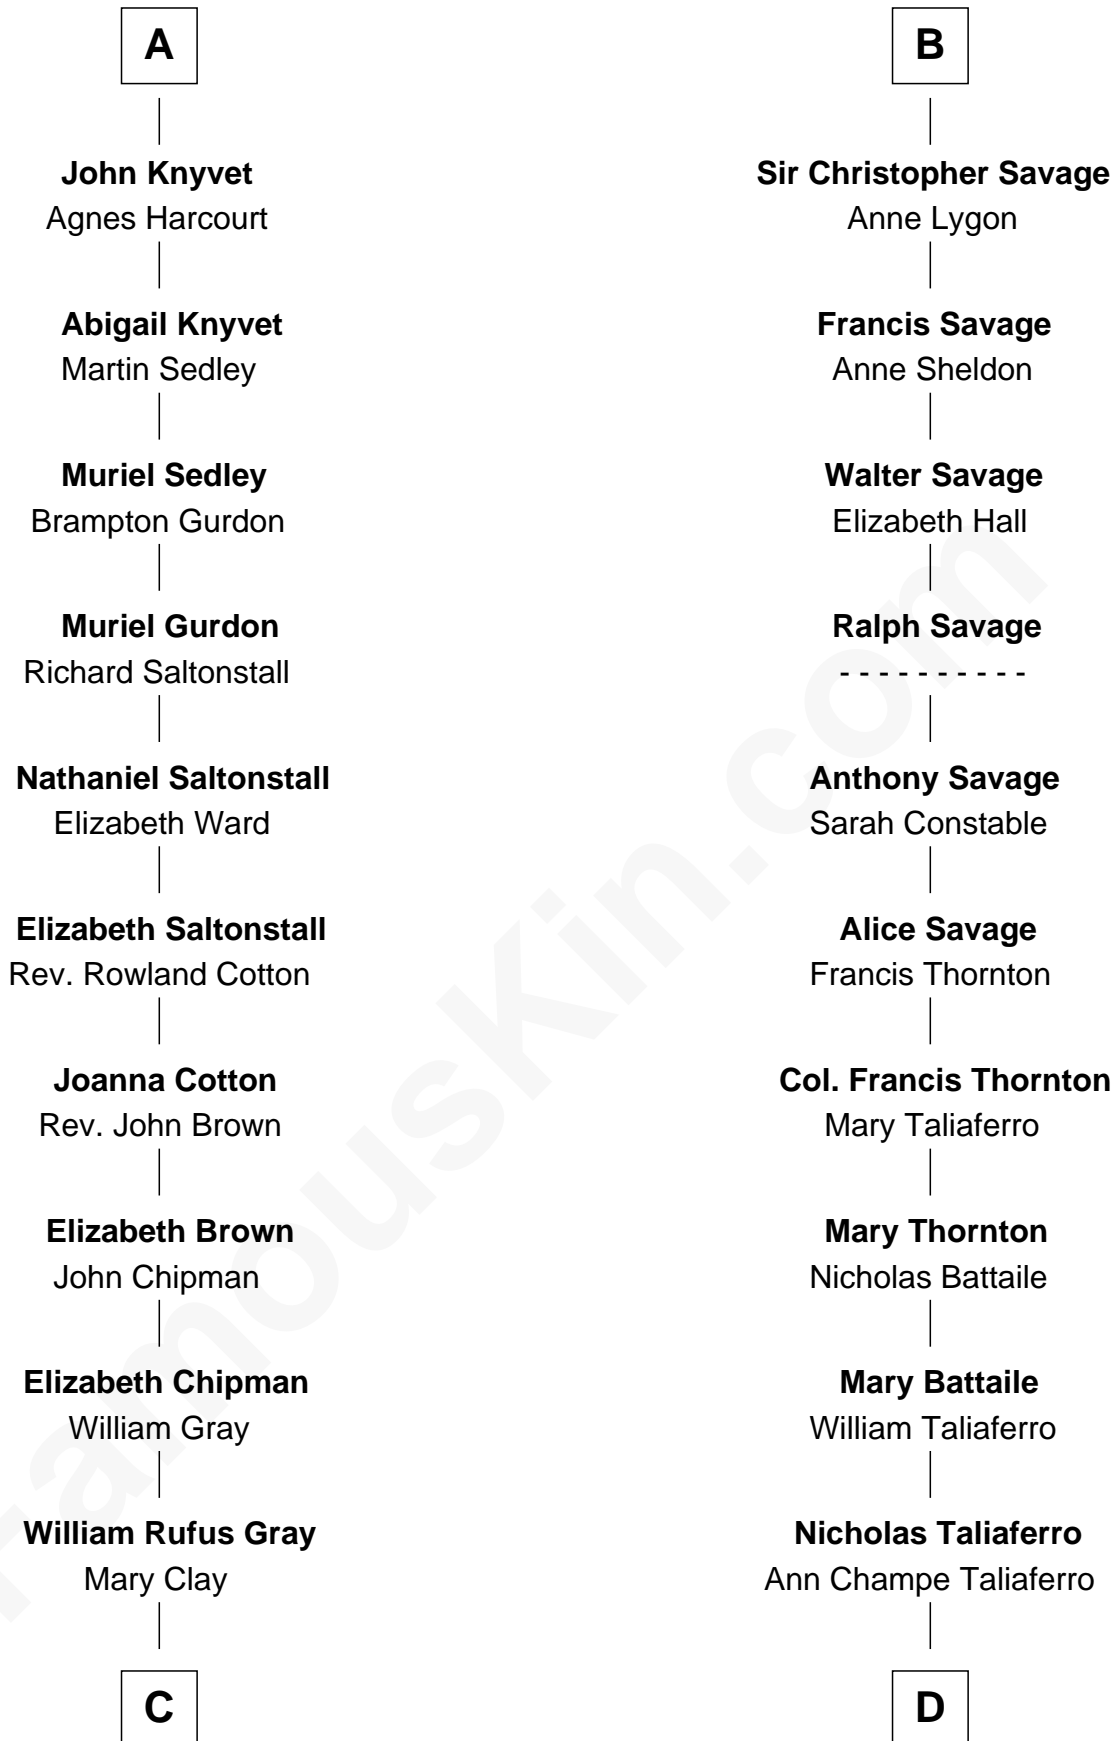 A
John Knyvet
Agnes Harcourt
Abigail Knyvet
Martin Sedley
Muriel Sedley
Brampton Gurdon
Muriel Gurdon
Richard Saltonstall
Nathaniel Saltonstall
Elizabeth Ward
Elizabeth Saltonstall
Rev. Rowland Cotton
Joanna Cotton
Rev. John Brown
Elizabeth Brown
John Chipman
Elizabeth Chipman
William Gray
William Rufus Gray
Mary Clay
C
B
Sir Christopher Savage
Anne Lygon
Francis Savage
Anne Sheldon
Walter Savage
Elizabeth Hall
Ralph Savage
- - - - - - - - - -
Anthony Savage
Sarah Constable
Alice Savage
Francis Thornton
Col. Francis Thornton
Mary Taliaferro
Mary Thornton
Nicholas Battaile
Mary Battaile
William Taliaferro
Nicholas Taliaferro
Ann Champe Taliaferro
D
FamousKin.com